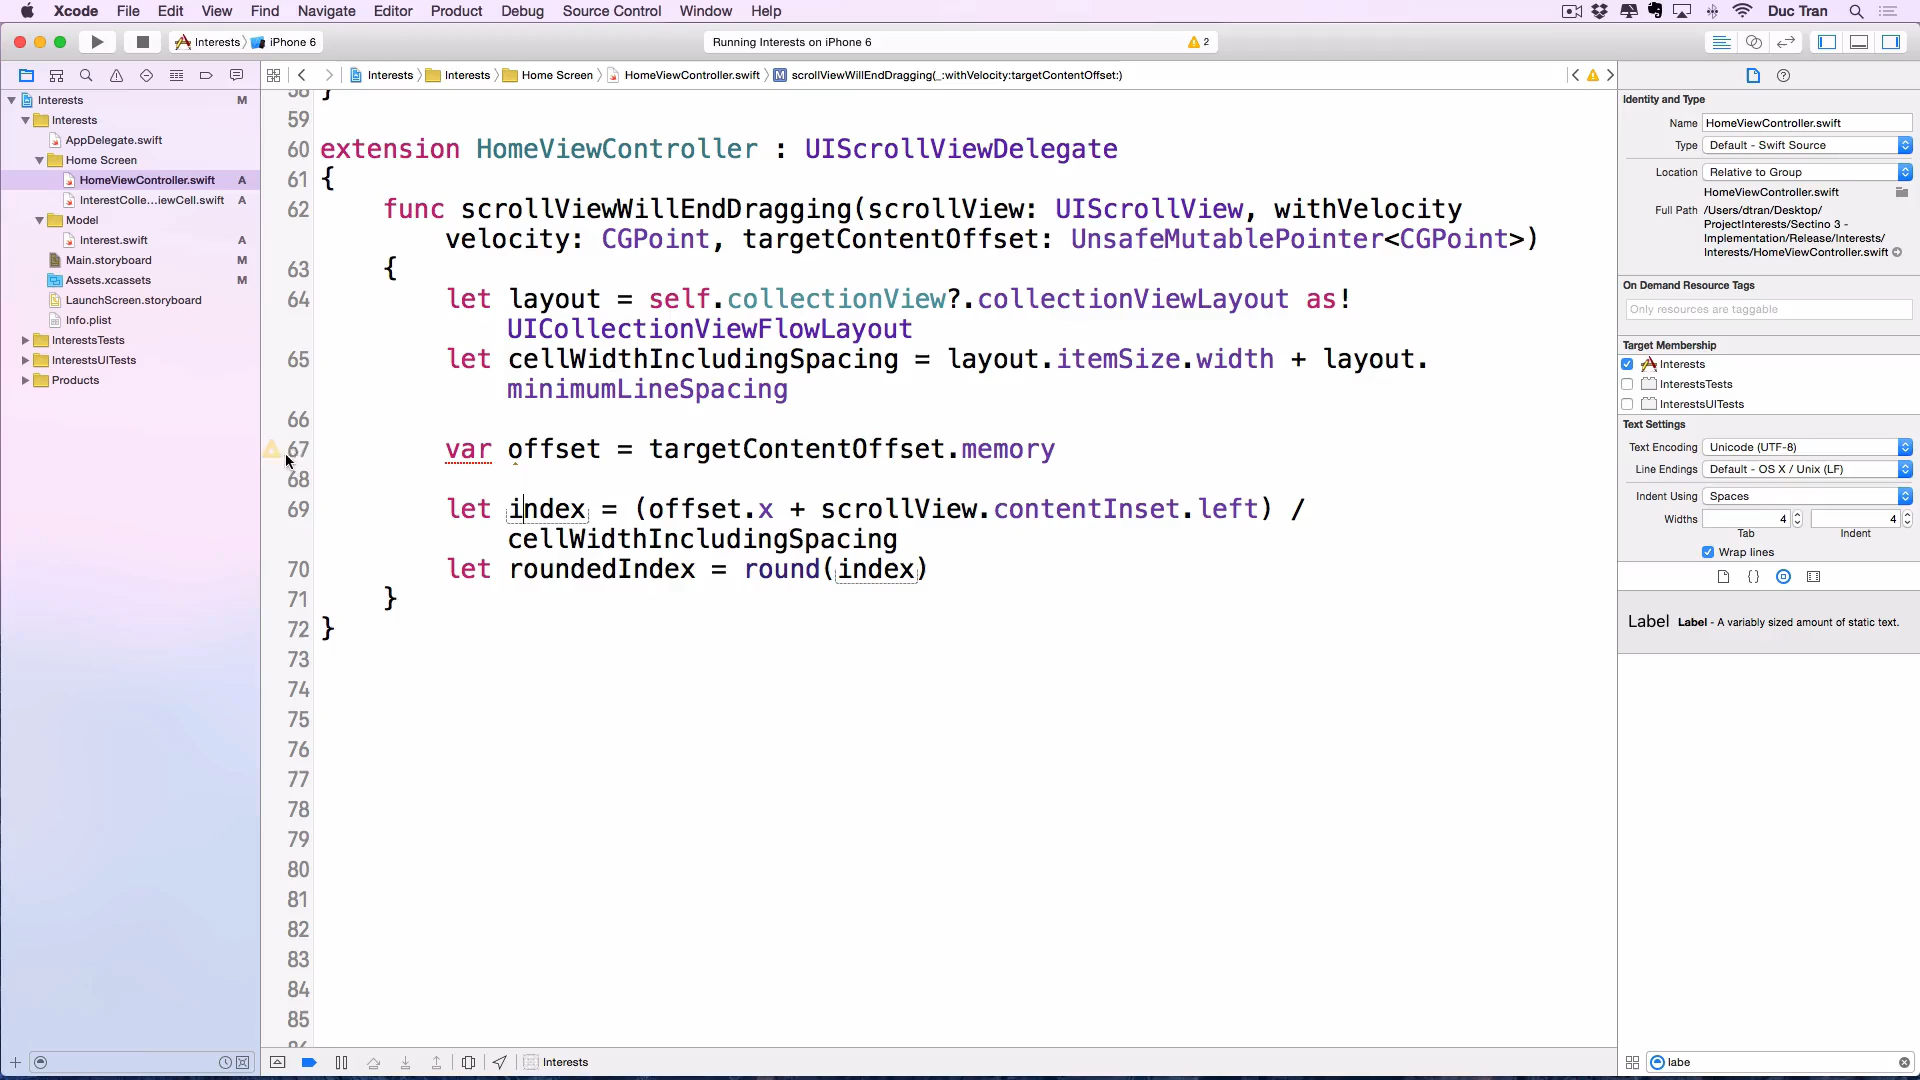 Xcode File Edit View Find Navigate Editor Product Debug Source Control Window Help Duc Tran
Interests iPhone 6 Running Interests on iPhone 6 2
Interests Interests Home Screen HomeViewController.swift M scrollViewWillEndDragging(_:withVelocity:targetContentOffset:)
Interests M
Interests
AppDelegate.swift
Home Screen
HomeViewController.swift A
InterestColle...iewCell.swift A
Model
Interest.swift A
Main.storyboard M
Assets.xcassets M
LaunchScreen.storyboard
Info.plist
InterestsTests
InterestsUITests
Products
58 }
59
60 extension HomeViewController : UIScrollViewDelegate
61 {
62 func scrollViewWillEndDragging(scrollView: UIScrollView, withVelocity
velocity: CGPoint, targetContentOffset: UnsafeMutablePointer<CGPoint>)
63 {
64 let layout = self.collectionView?.collectionViewLayout as!
UICollectionViewFlowLayout
65 let cellWidthIncludingSpacing = layout.itemSize.width + layout.
minimumLineSpacing
66
67 var offset = targetContentOffset.memory
68
69 let index = (offset.x + scrollView.contentInset.left) /
cellWidthIncludingSpacing
70 let roundedIndex = round(index)
71 }
72 }
73
74
75
76
77
78
79
80
81
82
83
84
85
86
Interests
Identity and Type
Name HomeViewController.swift
Type Default - Swift Source
Location Relative to Group
HomeViewController.swift
Full Path /Users/dtran/Desktop/
ProjectInterests/Sectino 3 -
Implementation/Release/Interests/
Interests/HomeViewController.swift
On Demand Resource Tags
Only resources are taggable
Target Membership
Interests
InterestsTests
InterestsUITests
Text Settings
Text Encoding Unicode (UTF-8)
Line Endings Default - OS X / Unix (LF)
Indent Using Spaces
Widths 4 4
Tab Indent
Wrap lines
Label Label - A variably sized amount of static text.
labe